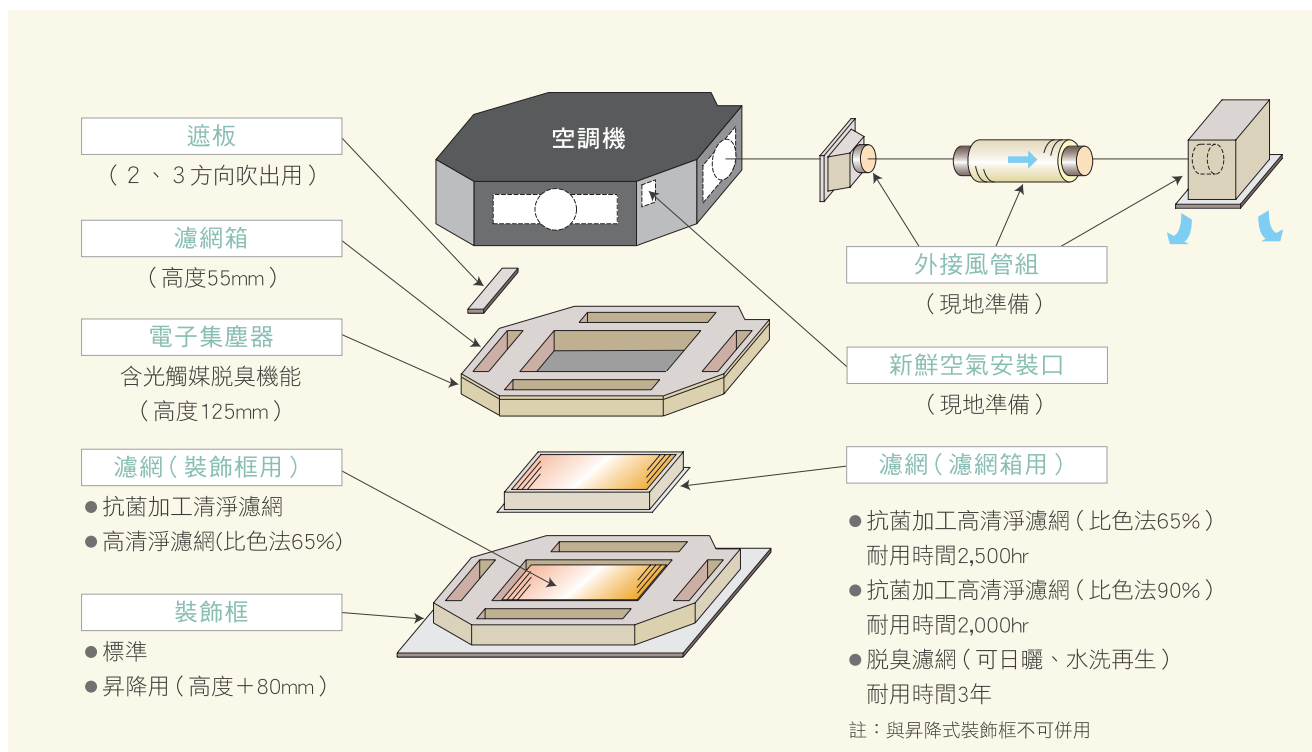 空調機
遮板
（２、３方向吹出用）
濾網箱
（高度55mm）
電子集塵器
含光觸媒脫臭機能
（高度125mm）
濾網（裝飾框用）
●抗菌加工清淨濾網
●高清淨濾網(比色法65%)
裝飾框
●標準
●昇降用（高度＋80mm）
外接風管組
（現地準備）
新鮮空氣安裝口
（現地準備）
濾網（濾網箱用）
●抗菌加工高清淨濾網（比色法65%）
耐用時間2,500hr
●抗菌加工高清淨濾網（比色法90%）
耐用時間2,000hr
●脫臭濾網（可日曬、水洗再生）
耐用時間3年
註：與昇降式裝飾框不可併用